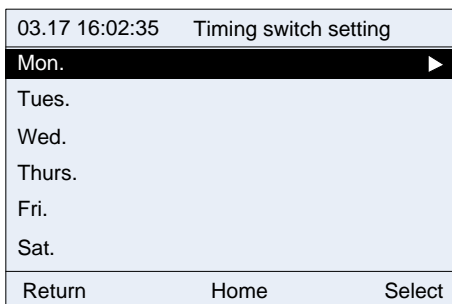 03.17 16:02:35 Timing switch setting
Mon.
Tues.
Wed.
Thurs.
Fri.
Sat.
Return Home Select